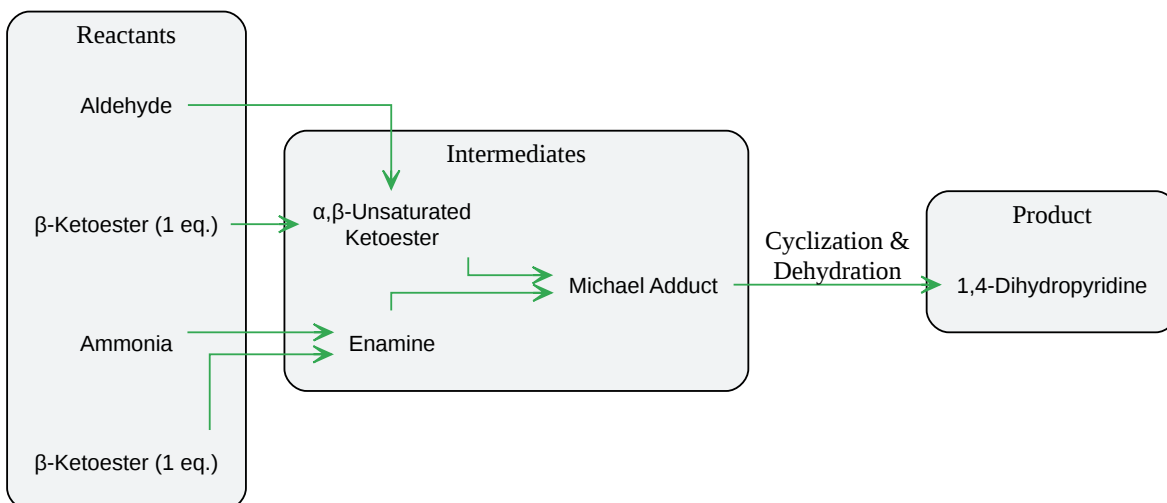 Reactants
Aldehyde
β-Ketoester (1 eq.)
Ammonia
β-Ketoester (1 eq.)
Intermediates
α,β-Unsaturated
Ketoester
Enamine
Michael Adduct
Cyclization &
Dehydration
Product
1,4-Dihydropyridine